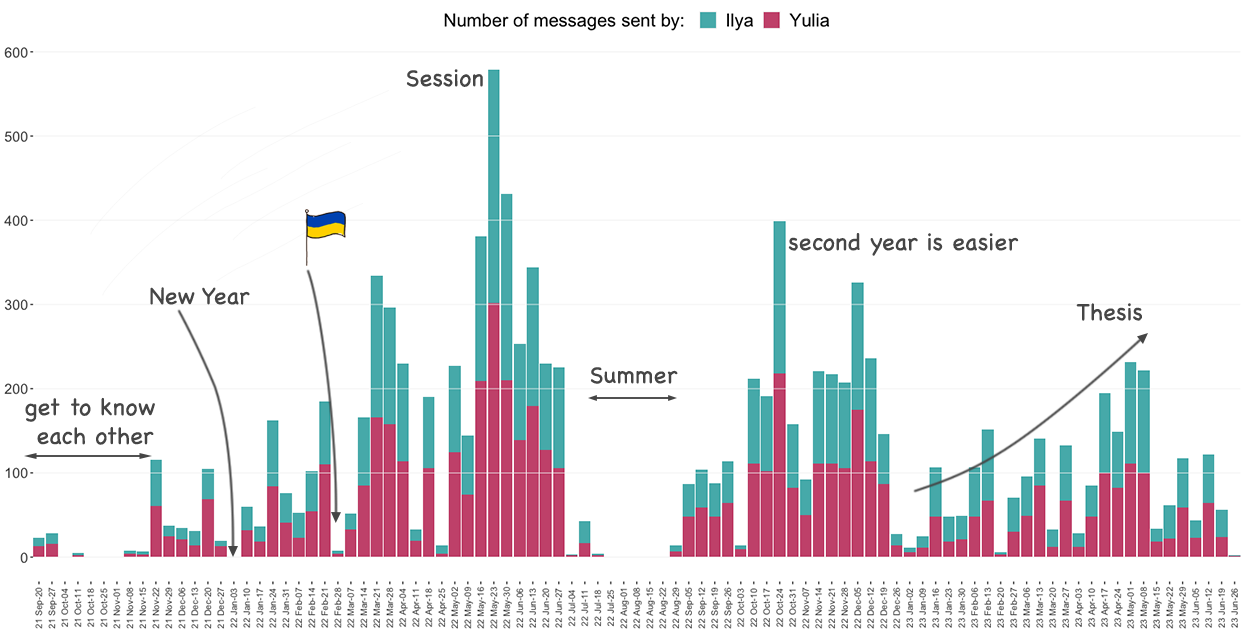 Number of messages sent by: Ilya Yulia
600
Session
500
400
second year is easier
New Year
300
Thesis
Summer
200
get to know
each other
100
0
21 Sep-20
21 Sep-27
21 Oct-04
21 Oct-11
21 Oct-18
21 Oct-25
21 Nov-01
21 Nov-08
21 Nov-15
21 Nov-22
21 Nov-29
21 Dec-06
21 Dec-13
21 Dec-20
21 Dec-27
22 Jan-03
22 Jan-10
22 Jan-17
22 Jan-24
22 Jan-31
22 Feb-07
22 Feb-14
22 Feb-21
22 Feb-28
22 Mar-07
22 Mar-14
22 Mar-21
22 Mar-28
22 Apr-04
22 Apr-11
22 Apr-18
22 Apr-25
22 May-02
22 May-09
22 May-16
22 May-23
22 May-30
22 Jun-06
22 Jun-13
22 Jun-20
22 Jun-27
22 Jul-04
22 Jul-11
22 Jul-18
22 Jul-25
22 Aug-01
22 Aug-08
22 Aug-15
22 Aug-22
22 Aug-29
22 Sep-05
22 Sep-12
22 Sep-19
22 Sep-26
22 Oct-03
22 Oct-10
22 Oct-17
22 Oct-24
22 Oct-31
22 Nov-07
22 Nov-14
22 Nov-21
22 Nov-28
22 Dec-05
22 Dec-12
22 Dec-19
22 Dec-26
23 Jan-02
23 Jan-09
23 Jan-16
23 Jan-23
23 Jan-30
23 Feb-06
23 Feb-13
23 Feb-20
23 Feb-27
23 Mar-06
23 Mar-13
23 Mar-20
23 Mar-27
23 Apr-03
23 Apr-10
23 Apr-17
23 Apr-24
23 May-01
23 May-08
23 May-15
23 May-22
23 May-29
23 Jun-05
23 Jun-12
23 Jun-19
23 Jun-26